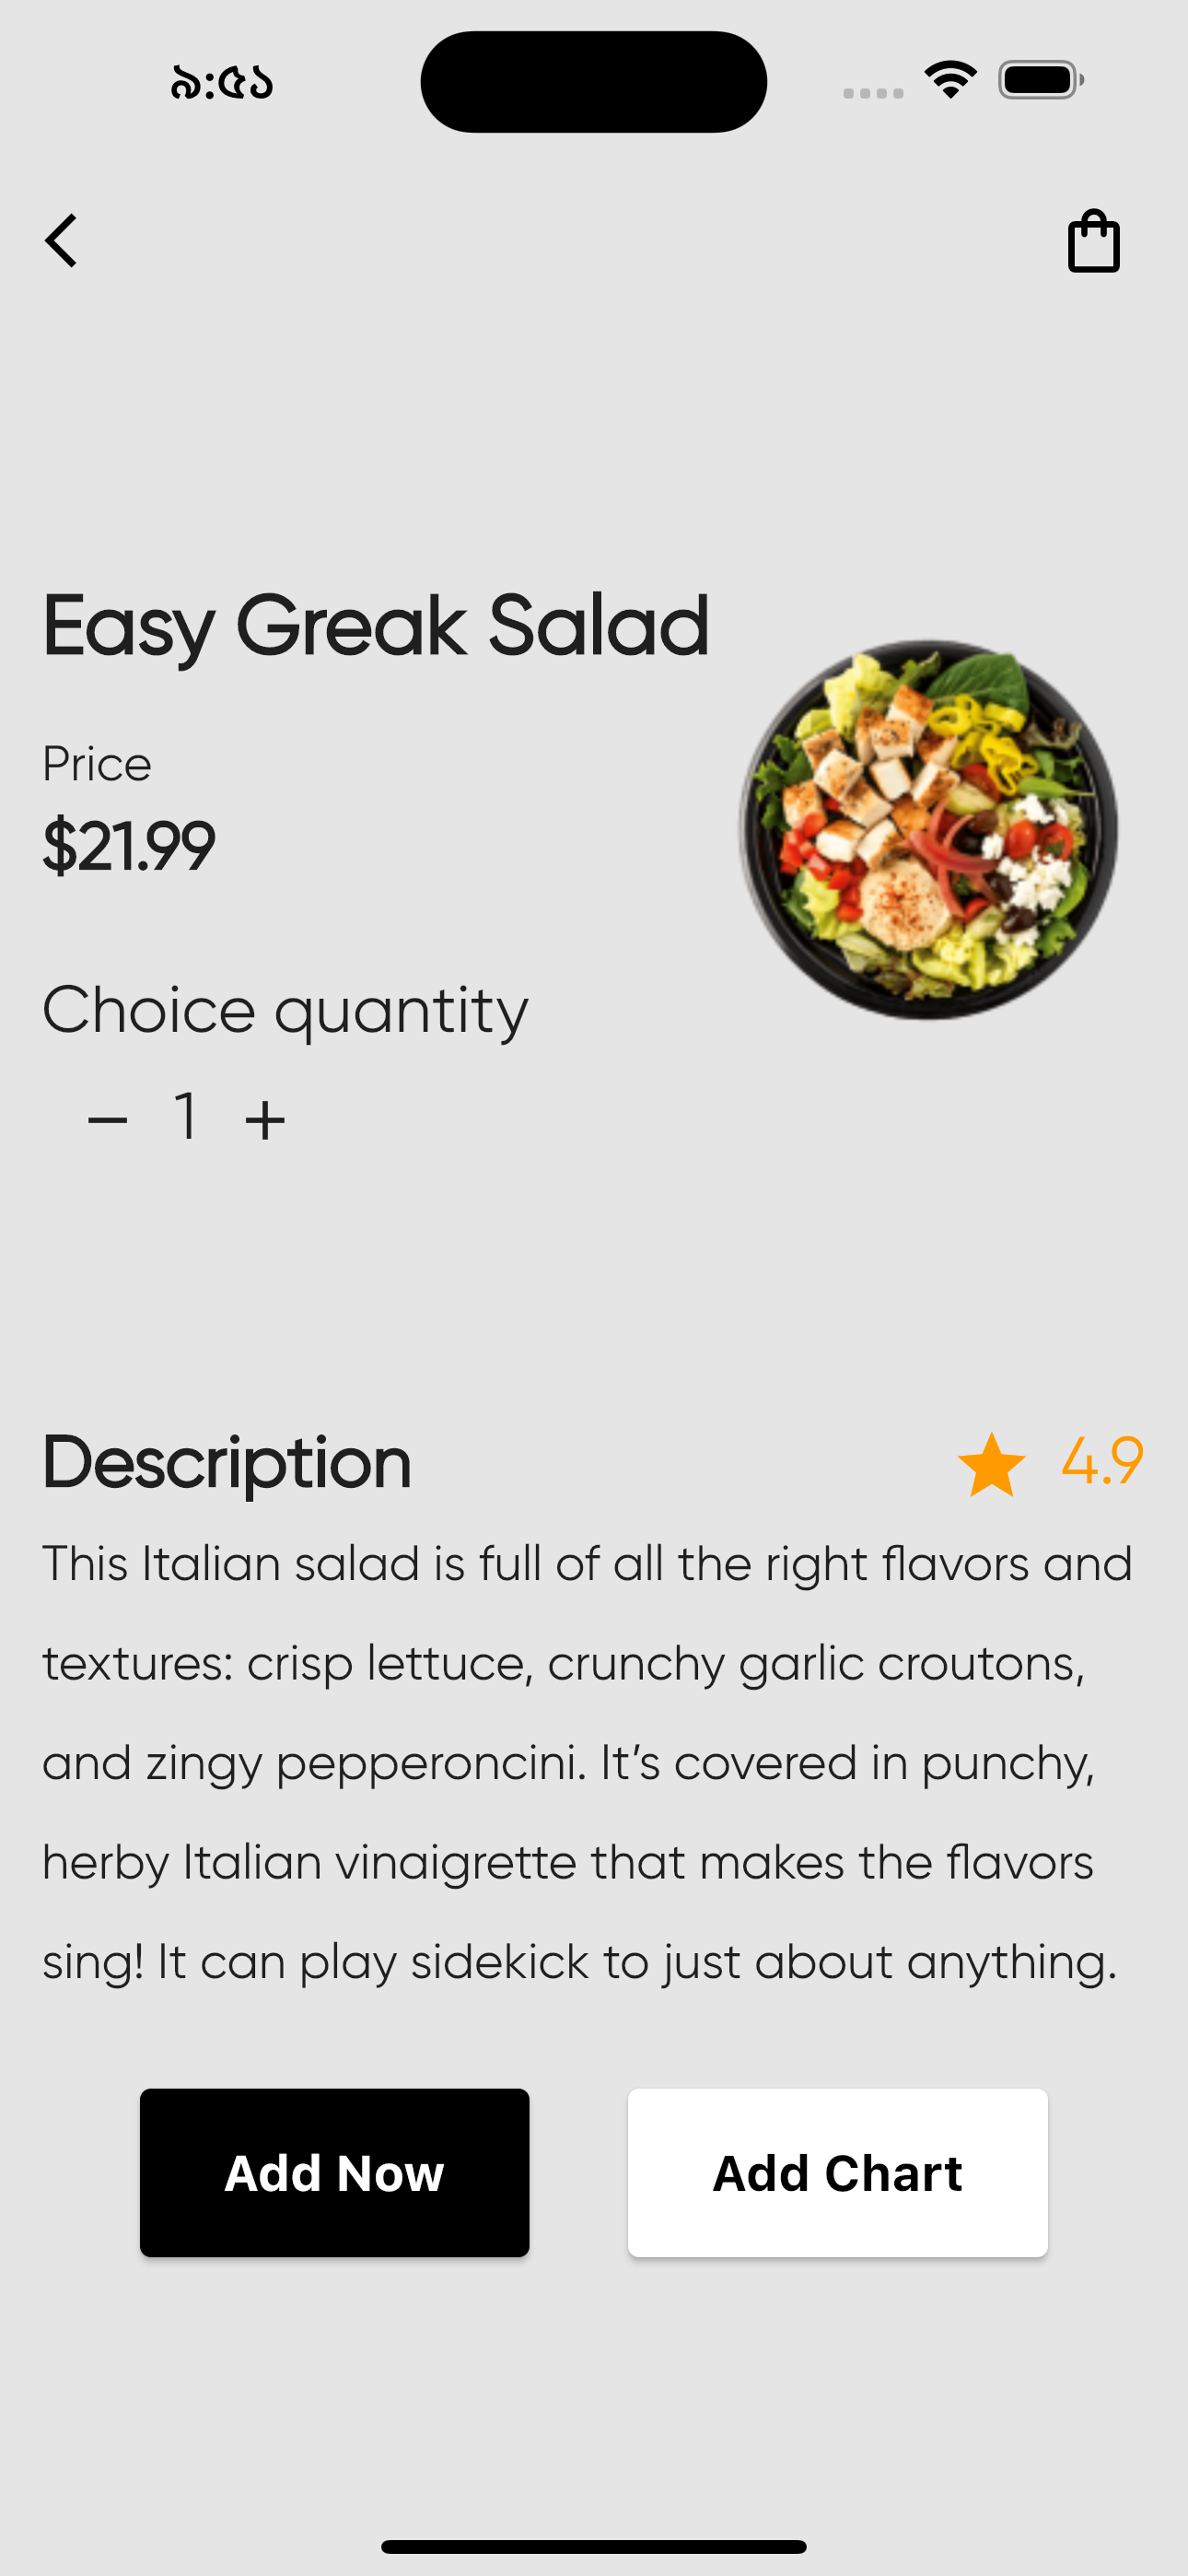 ৯:৫১
Easy Greak Salad
Price
$21.99
Choice quantity
− 1 +
Description
4.9
This Italian salad is full of all the right flavors and
textures: crisp lettuce, crunchy garlic croutons,
and zingy pepperoncini. It’s covered in punchy,
herby Italian vinaigrette that makes the flavors
sing! It can play sidekick to just about anything.
Add Now
Add Chart